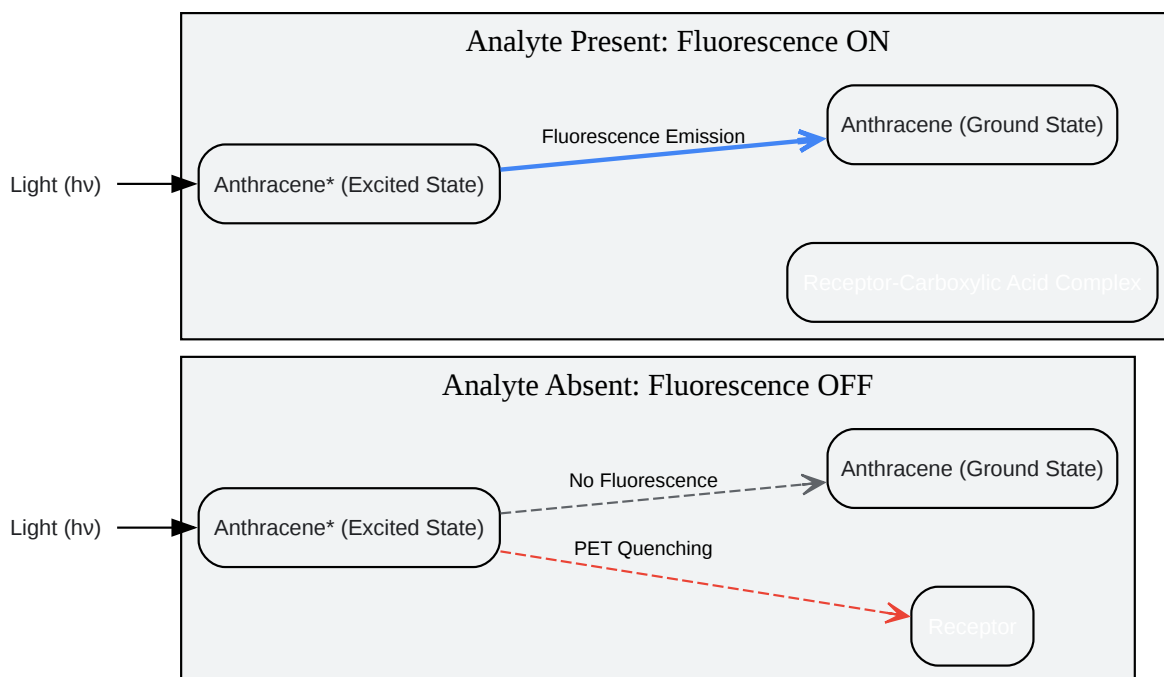 Analyte Present: Fluorescence ON
Fluorescence Emission
Anthracene (Ground State)
Light (hν)
Anthracene* (Excited State)
Receptor-Carboxylic Acid Complex
Analyte Absent: Fluorescence OFF
No Fluorescence
Anthracene (Ground State)
Light (hν)
Anthracene* (Excited State)
PET Quenching
Receptor